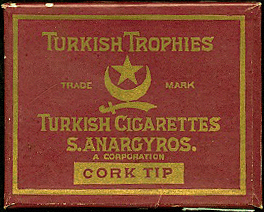 TURKISH TROPHIES
TRADE MARK
TURKISH CIGARETTES
S. ANARGYROS.
A CORPORATION
CORK TIP